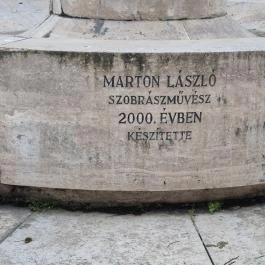 MARTON LÁSZLÓ
SZOBRÁSZMŰVÉSZ
2000. ÉVBEN
KÉSZÍTETTE